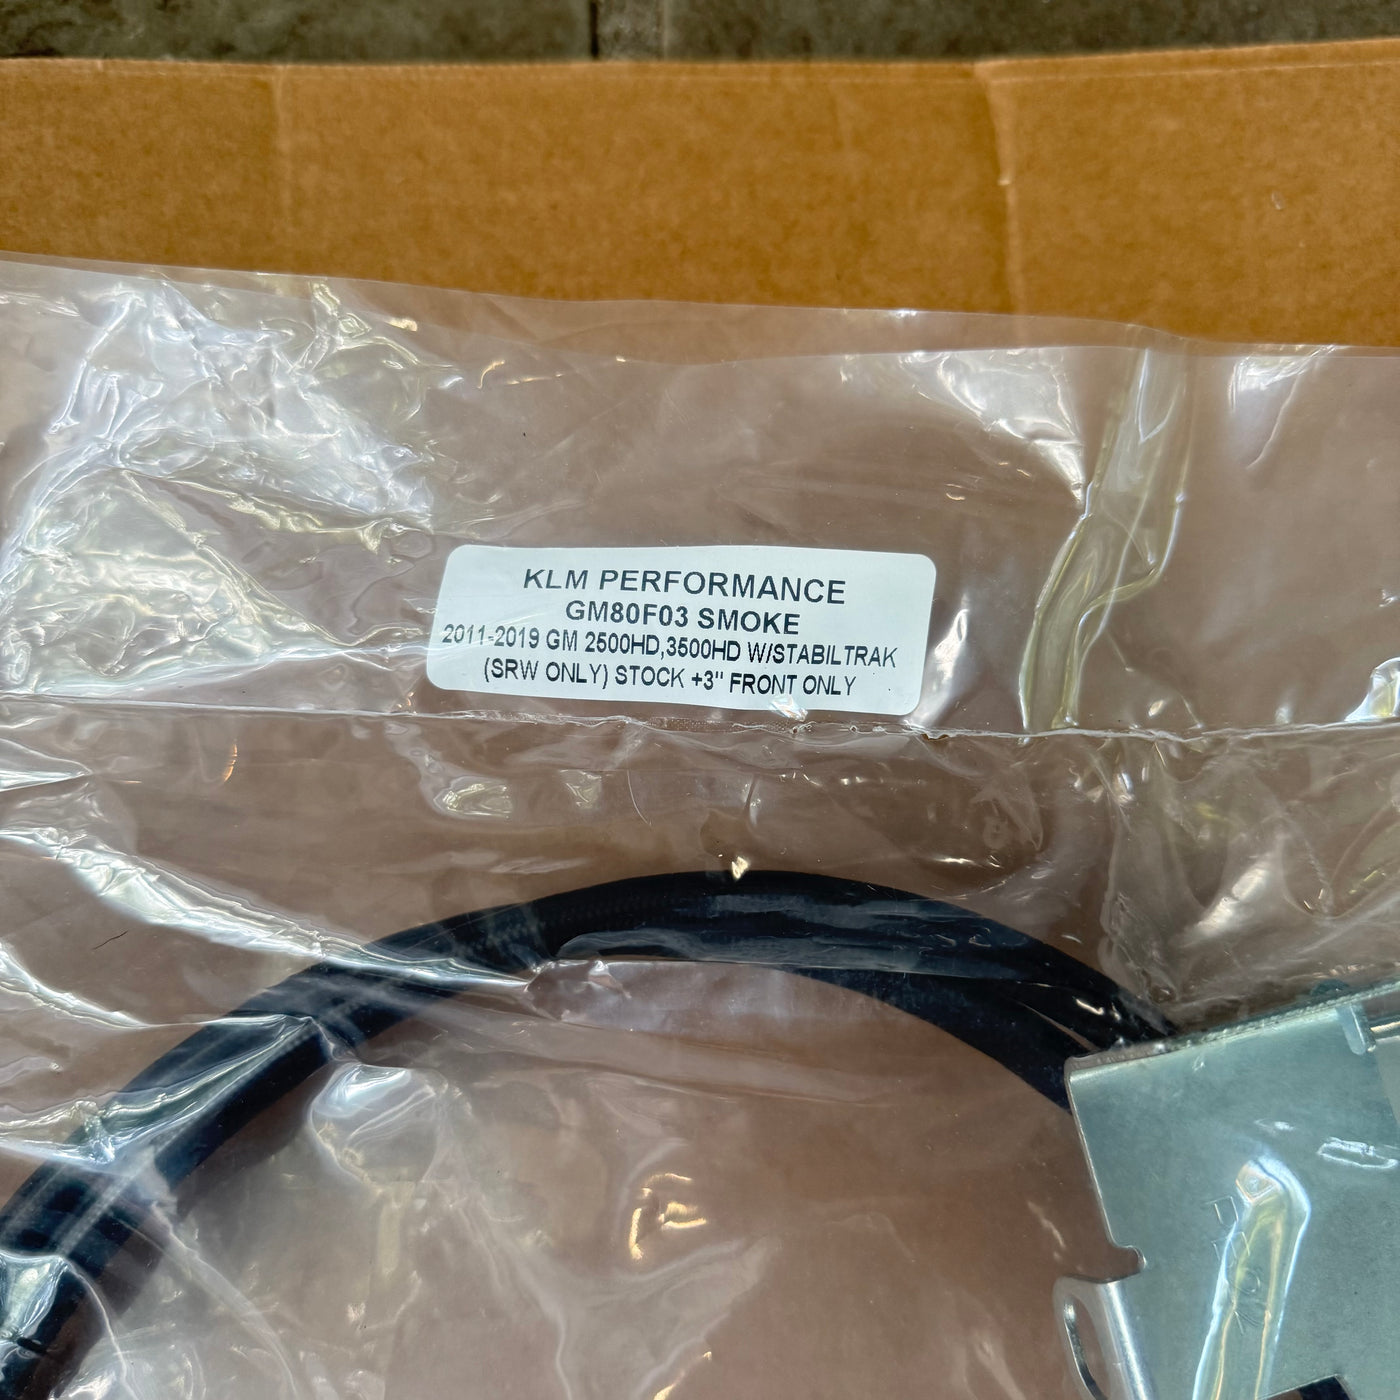 KLM PERFORMANCE
GM80F03 SMOKE
2011-2019 GM 2500HD,3500HD W/STABILTRAK
(SRW ONLY) STOCK +3" FRONT ONLY